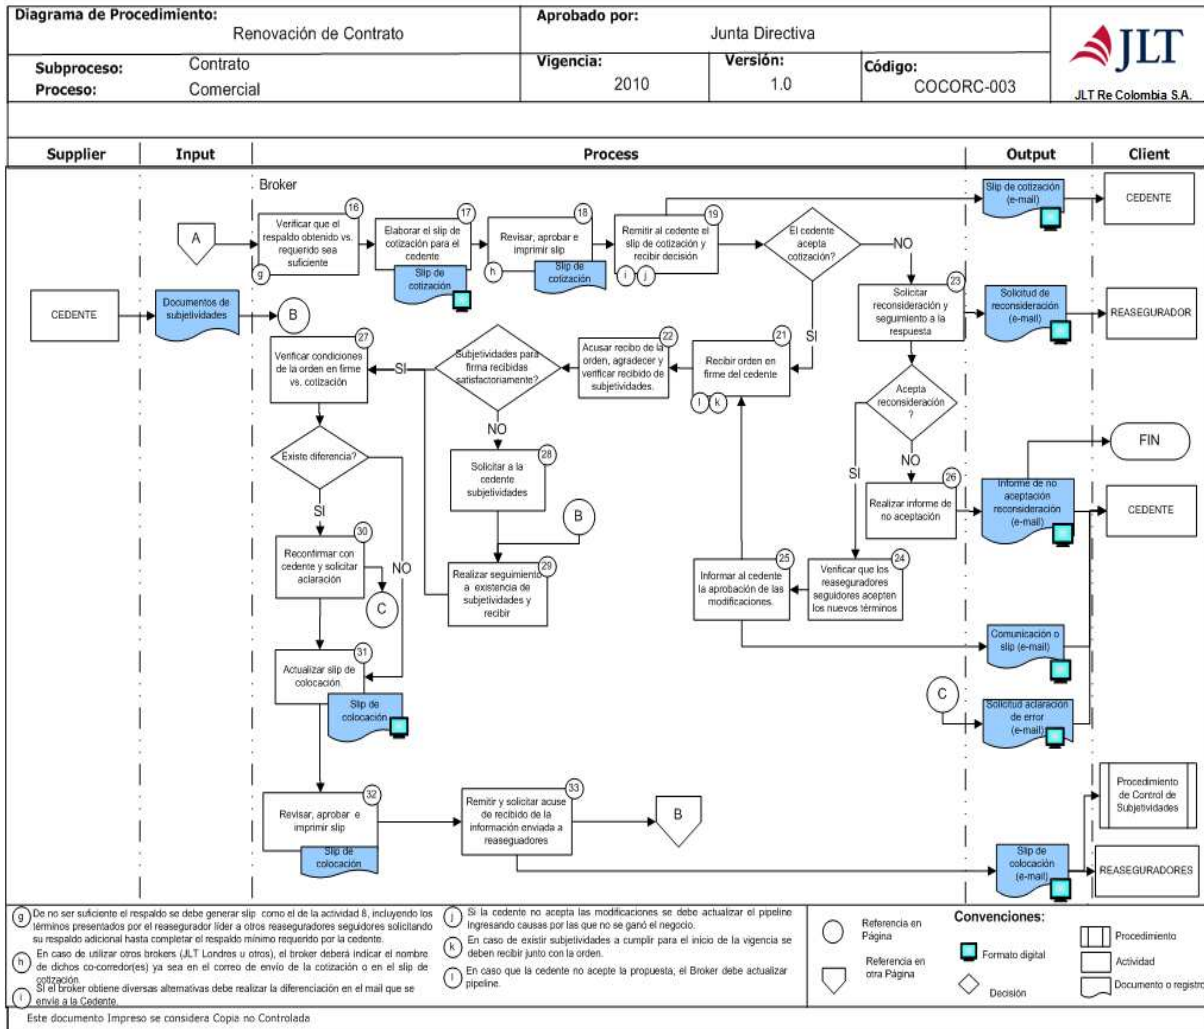 Diagrama de Procedimiento:
Renovación de Contrato
Aprobado por:
Junta Directiva
Subproceso:
Contrato
Proceso:
Comercial
Vigencia:
2010
Versión:
1.0
Código:
COCORC-003
JLT
JLT Re Colombia S.A.
Supplier
Input
Process
Output
Client
Broker
A
16
Verificar que el
respaldo obtenido vs.
requerido sea
suficiente
g
17
Elaborar el slip de
cotización para el
cedente
Slip de
cotización
18
Revisar, aprobar e
imprimir slip
h
Slip de
cotización
19
Remitir al cedente el
slip de cotización y
recibir decisión
i
j
El cedente
acepta
cotización?
NO
SI
Slip de cotización
(e-mail)
CEDENTE
CEDENTE
Documentos de
subjetividades
B
23
Solicitar
reconsideración y
seguimiento a la
respuesta
Solicitud de
reconsideración
(e-mail)
REASEGURADOR
27
Verificar condiciones
de la orden en firme
vs. cotización
SI
Subjetividades para
firma recibidas
satisfactoriamente?
22
Acusar recibo de la
orden, agradecer y
verificar recibido de
subjetividades.
21
Recibir orden en
firme del cedente
l
k
Acepta
reconsideración
?
SI
NO
NO
FIN
Existe diferencia?
SI
NO
28
Solicitar a la
cedente
subjetividades
B
26
Realizar informe de
no aceptación
Informe de no
aceptación
reconsideración
(e-mail)
CEDENTE
30
Reconfirmar con
cedente y solicitar
aclaración
C
29
Realizar seguimiento
a existencia de
subjetividades y
recibir
25
Informar al cedente
la aprobación de las
modificaciones.
24
Verificar que los
reaseguradores
seguidores acepten
los nuevos términos
Comunicación o
slip (e-mail)
31
Actualizar slip de
colocación.
Slip de
colocación
C
Solicitud aclaración
de error
(e-mail)
32
Revisar, aprobar e
imprimir slip
Slip de
colocación
33
Remitir y solicitar acuse
de recibido de la
información enviada a
reaseguadores
B
Procedimiento
de Control de
Subjetividades
Slip de
colocación
(e-mail)
REASEGURADORES
g De no ser suficiente el respaldo se debe generar slip como el de la actividad 8, incluyendo los
términos presentados por el reasegurador líder a otros reaseguradores seguidores solicitando
su respaldo adicional hasta completar el respaldo mínimo requerido por la cedente.
h En caso de utilizar otros brokers (JLT Londres u otros), el broker deberá indicar el nombre
de dichos co-corredor(es) ya sea en el correo de envío de la cotización o en el slip de
cotización.
i Si el broker obtiene diversas alternativas debe realizar la diferenciación en el mail que se
envíe a la Cedente.
j Si la cedente no acepta las modificaciones se debe actualizar el pipeline
ingresando causas por las que no se ganó el negocio.
k En caso de existir subjetividades a cumplir para el inicio de la vigencia se
deben recibir junto con la orden.
l En caso que la cedente no acepte la propuesta, el Broker debe actualizar
pipeline.
Convenciones:
Referencia en
Página
Referencia en
otra Página
Formato digital
Decisión
Procedimiento
Actividad
Documento o registro
Este documento Impreso se considera Copia no Controlada